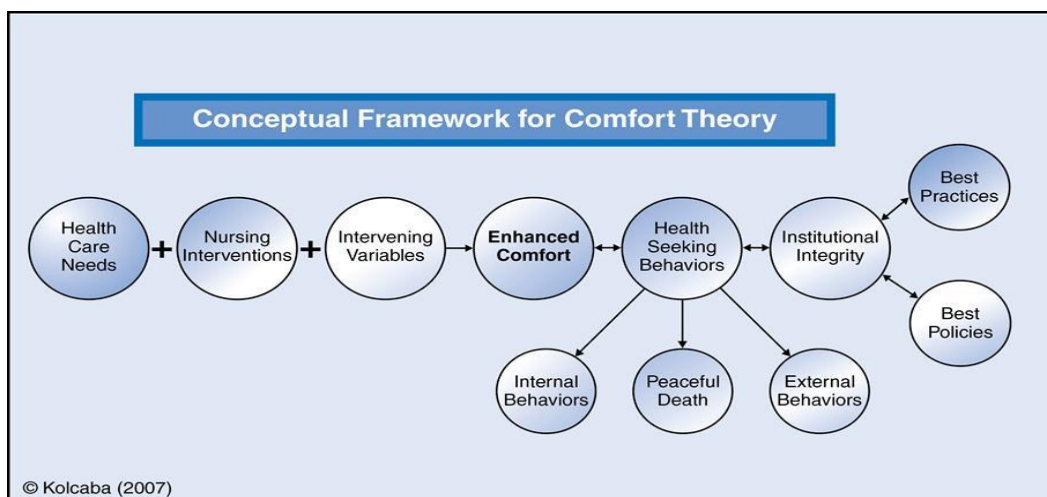 Conceptual Framework for Comfort Theory
Health
Care
Needs
+
Nursing
Interventions
+
Intervening
Variables
Enhanced
Comfort
Health
Seeking
Behaviors
Institutional
Integrity
Best
Practices
Best
Policies
Internal
Behaviors
Peaceful
Death
External
Behaviors
© Kolcaba (2007)